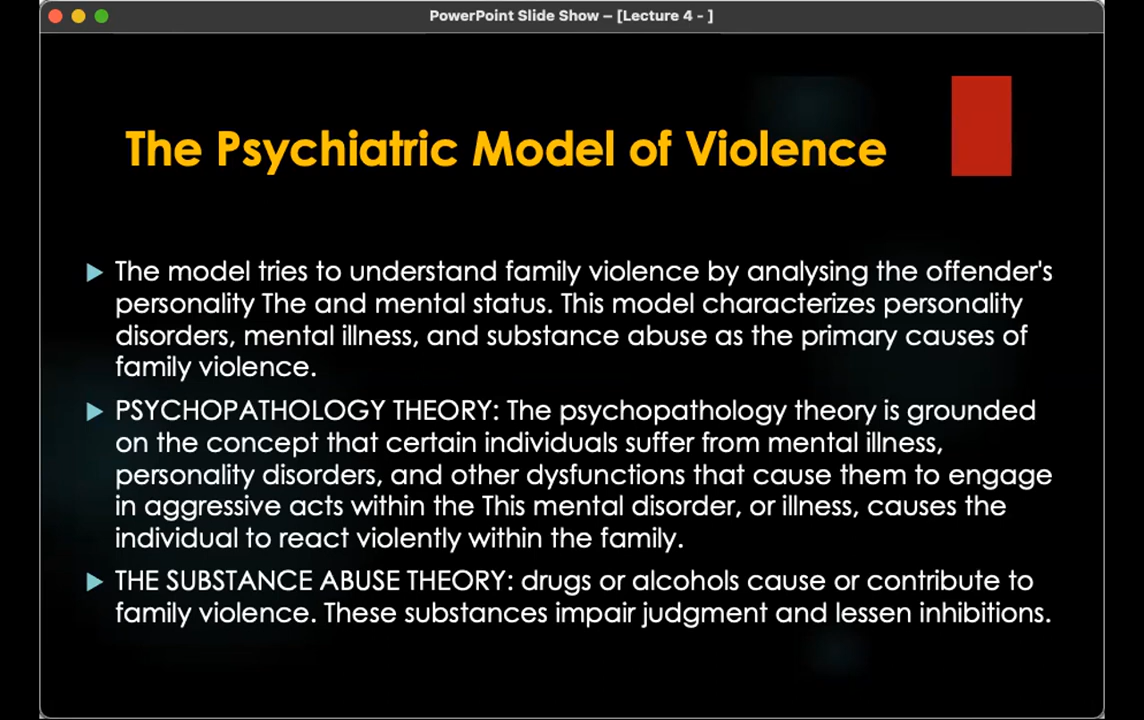 PowerPoint Slide Show – [Lecture 4 - ]
The Psychiatric Model of Violence
The model tries to understand family violence by analysing the offender's
personality The and mental status. This model characterizes personality
disorders, mental illness, and substance abuse as the primary causes of
family violence.
PSYCHOPATHOLOGY THEORY: The psychopathology theory is grounded
on the concept that certain individuals suffer from mental illness,
personality disorders, and other dysfunctions that cause them to engage
in aggressive acts within the This mental disorder, or illness, causes the
individual to react violently within the family.
THE SUBSTANCE ABUSE THEORY: drugs or alcohols cause or contribute to
family violence. These substances impair judgment and lessen inhibitions.